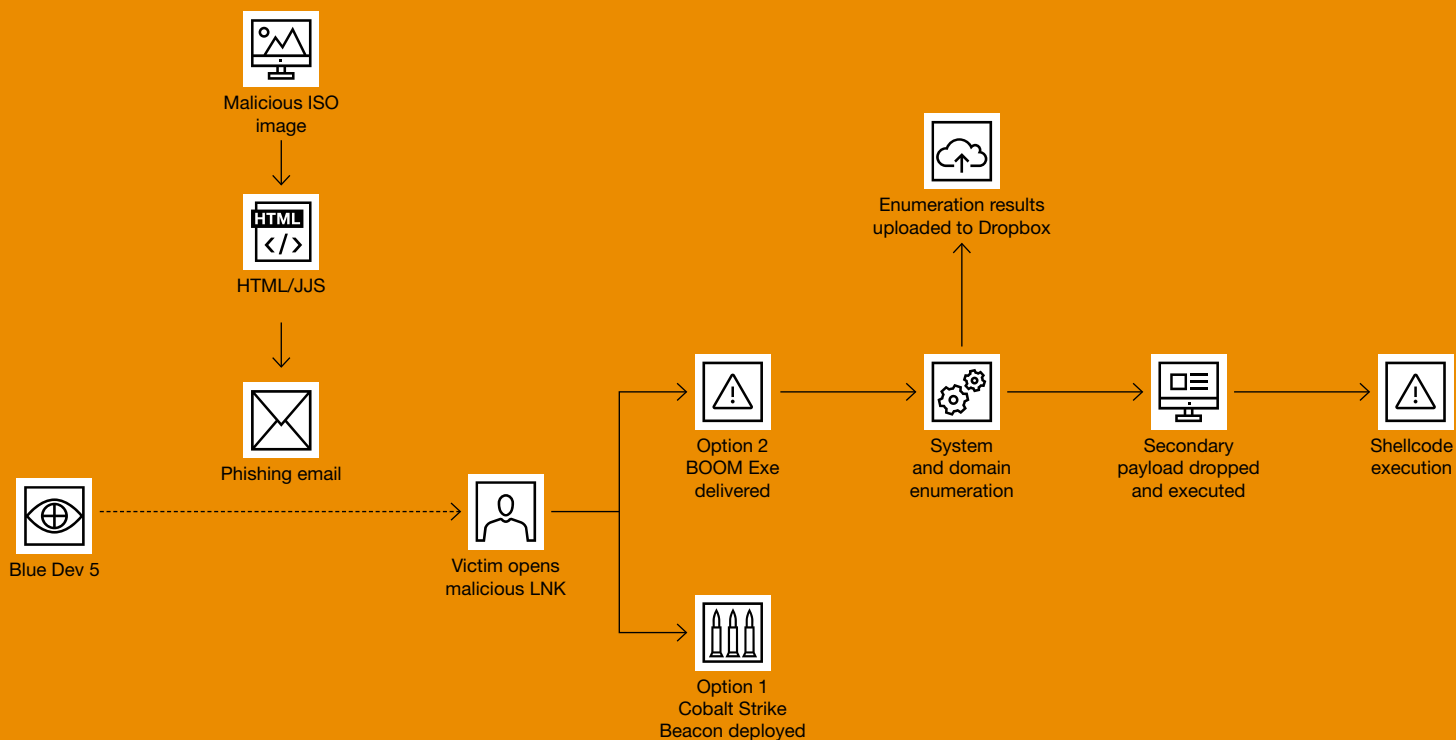 Malicious ISO
image
HTML
</>
HTML/JJS
Phishing email
Blue Dev 5
Victim opens
malicious LNK
Option 2
BOOM Exe
delivered
Option 1
Cobalt Strike
Beacon deployed
System
and domain
enumeration
Enumeration results
uploaded to Dropbox
Secondary
payload dropped
and executed
Shellcode
execution